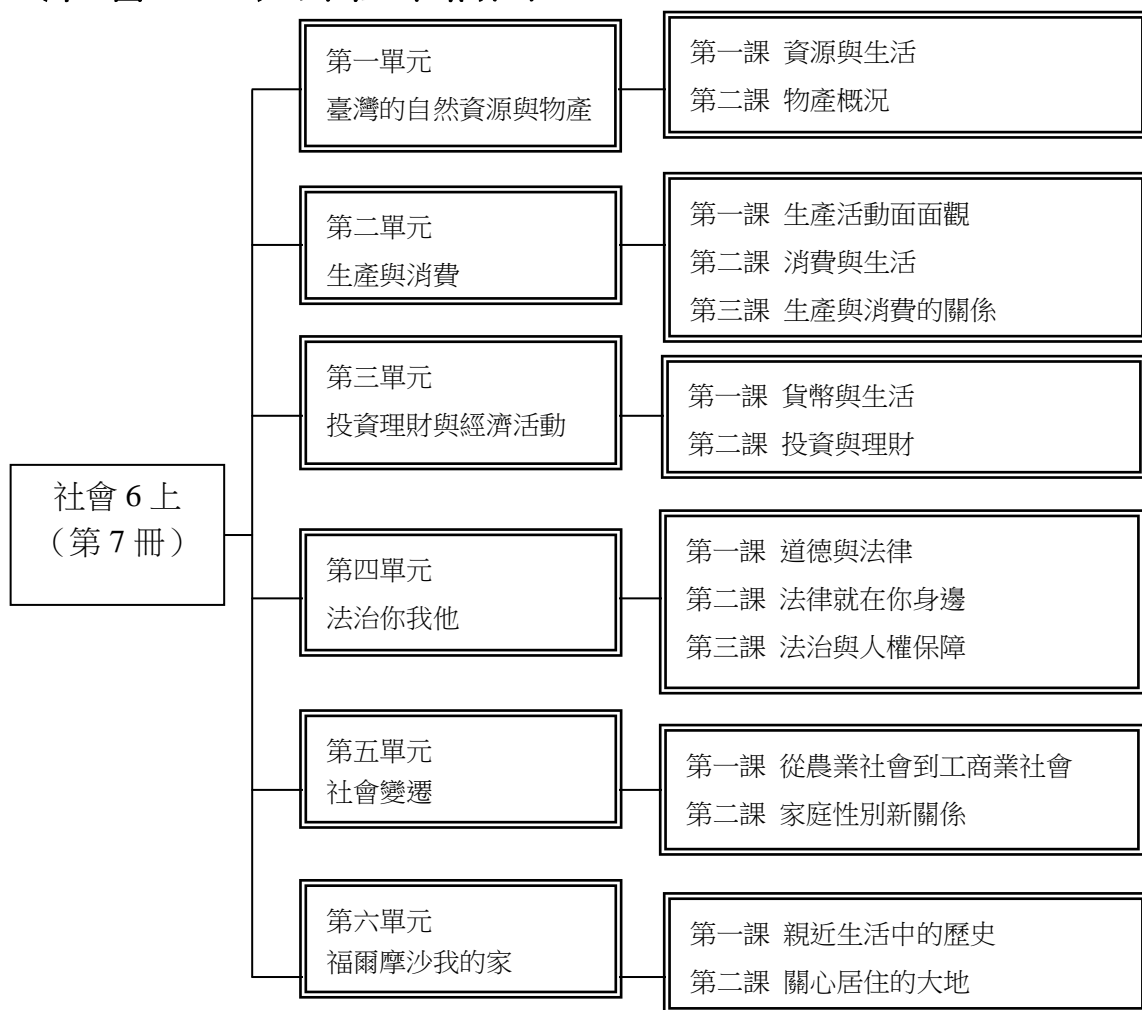 社會 6 上
（第 7 冊）
第一單元
臺灣的自然資源與物產
第一課 資源與生活
第二課 物產概況
第二單元
生產與消費
第一課 生產活動面面觀
第二課 消費與生活
第三課 生產與消費的關係
第三單元
投資理財與經濟活動
第一課 貨幣與生活
第二課 投資與理財
第四單元
法治你我他
第一課 道德與法律
第二課 法律就在你身邊
第三課 法治與人權保障
第五單元
社會變遷
第一課 從農業社會到工商業社會
第二課 家庭性別新關係
第六單元
福爾摩沙我的家
第一課 親近生活中的歷史
第二課 關心居住的大地